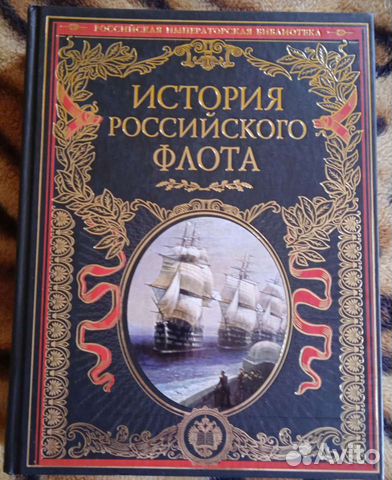 РОССИЙСКАЯ ИМПЕРАТОРСКАЯ БИБЛИОТЕКА
ИСТОРИЯ
РОССИЙСКОГО
ФЛОТА
Avito